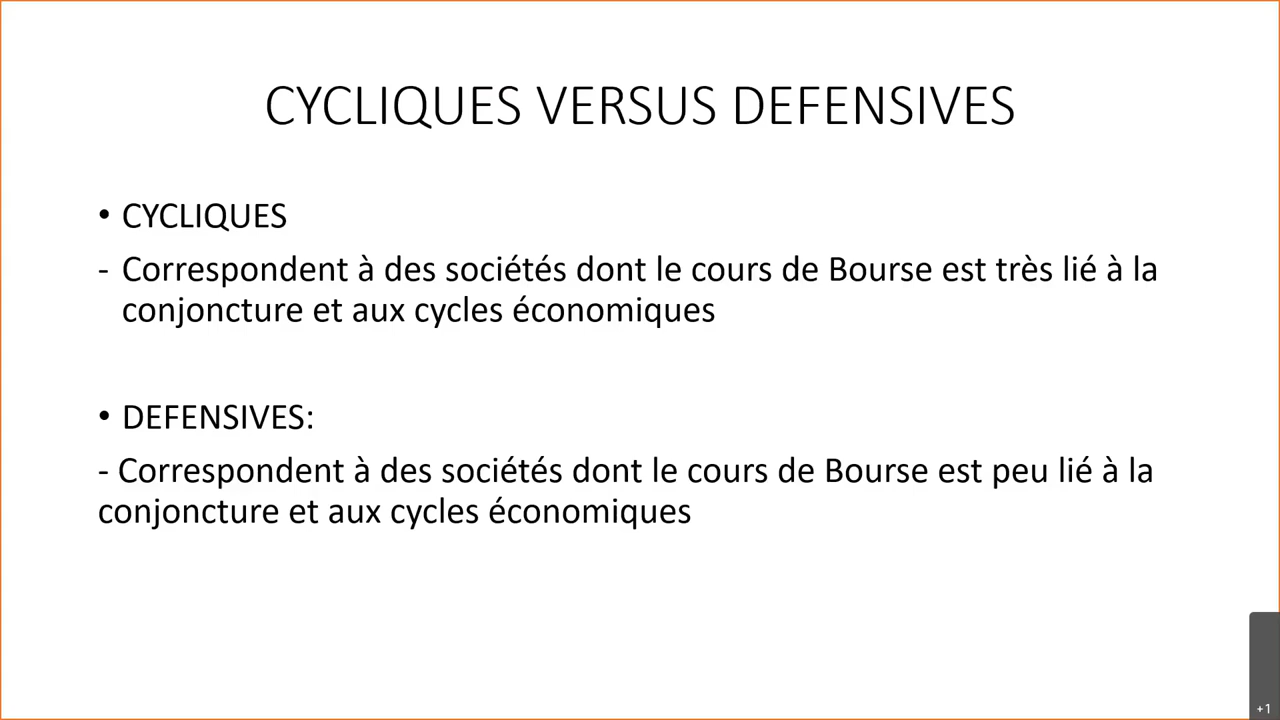 CYCLIQUES VERSUS DEFENSIVES
• CYCLIQUES
- Correspondent à des sociétés dont le cours de Bourse est très lié à la
conjoncture et aux cycles économiques
• DEFENSIVES:
- Correspondent à des sociétés dont le cours de Bourse est peu lié à la
conjoncture et aux cycles économiques
+1